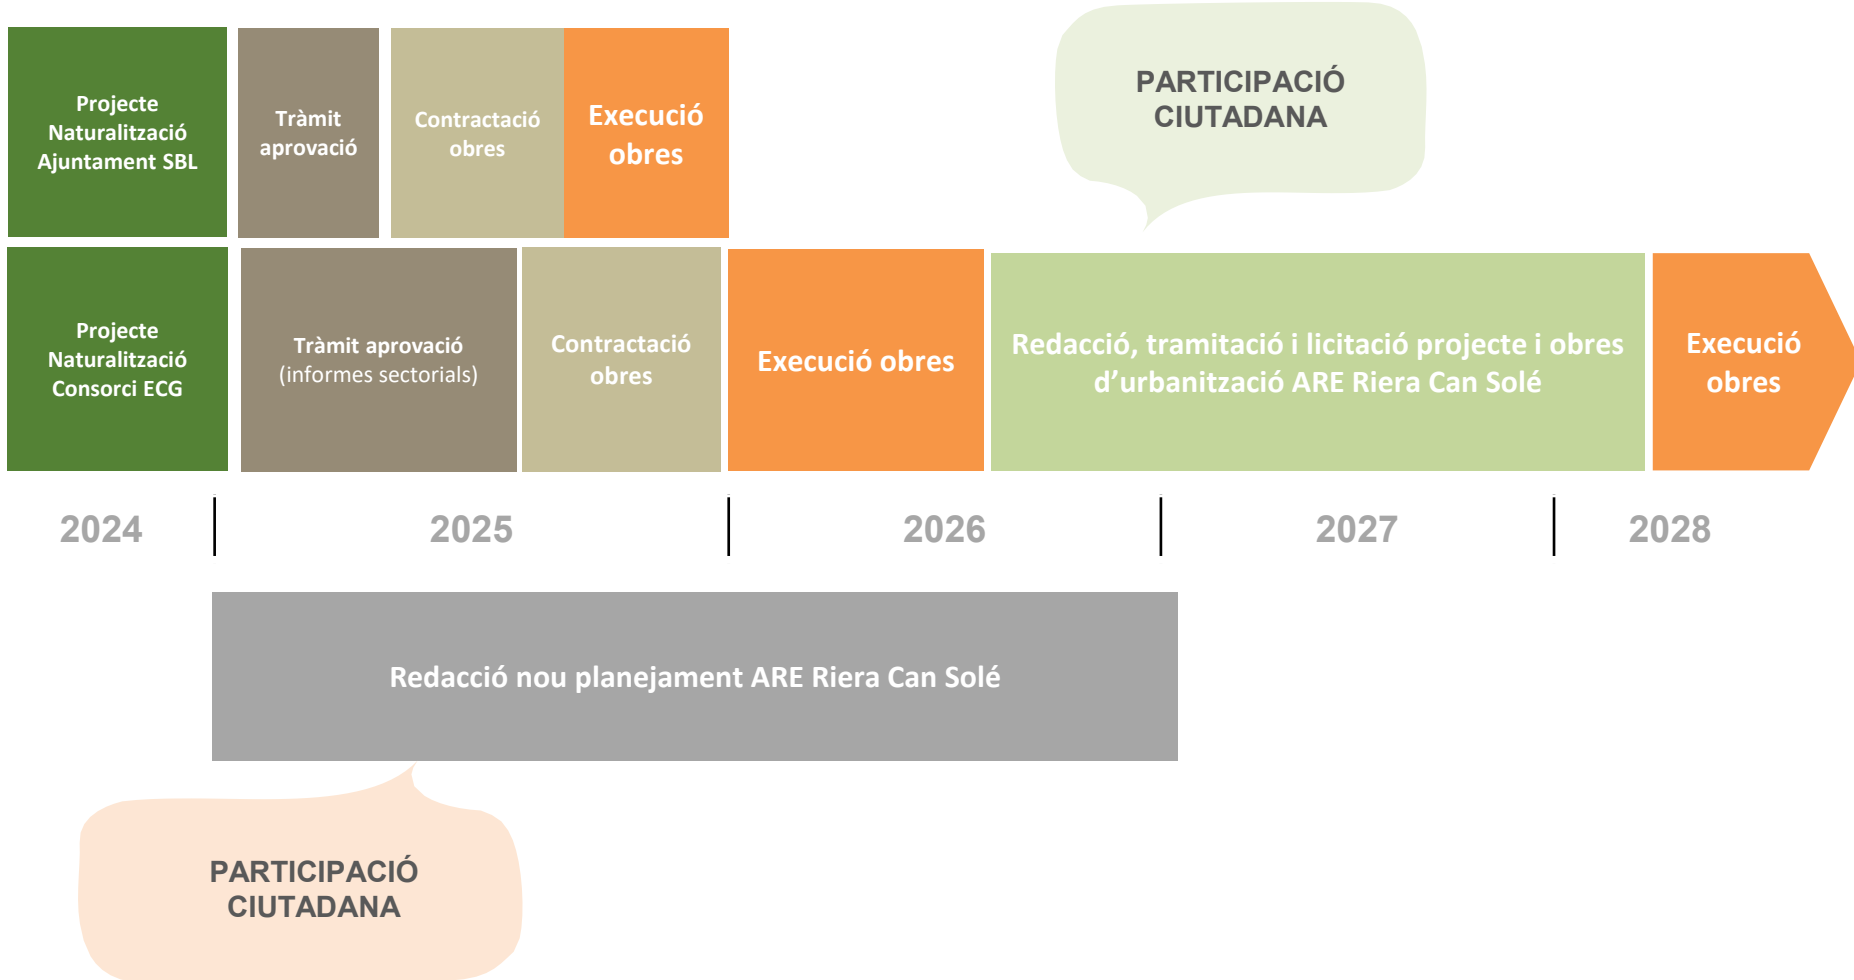 Projecte
Naturalització
Ajuntament SBL
Tràmit
aprovació
Contractació
obres
Execució
obres
PARTICIPACIÓ
CIUTADANA
Projecte
Naturalització
Consorci ECG
Tràmit aprovació
(informes sectorials)
Contractació
obres
Execució obres
Redacció, tramitació i licitació projecte i obres
d’urbanització ARE Riera Can Solé
Execució
obres
2024
2025
2026
2027
2028
Redacció nou planejament ARE Riera Can Solé
PARTICIPACIÓ
CIUTADANA